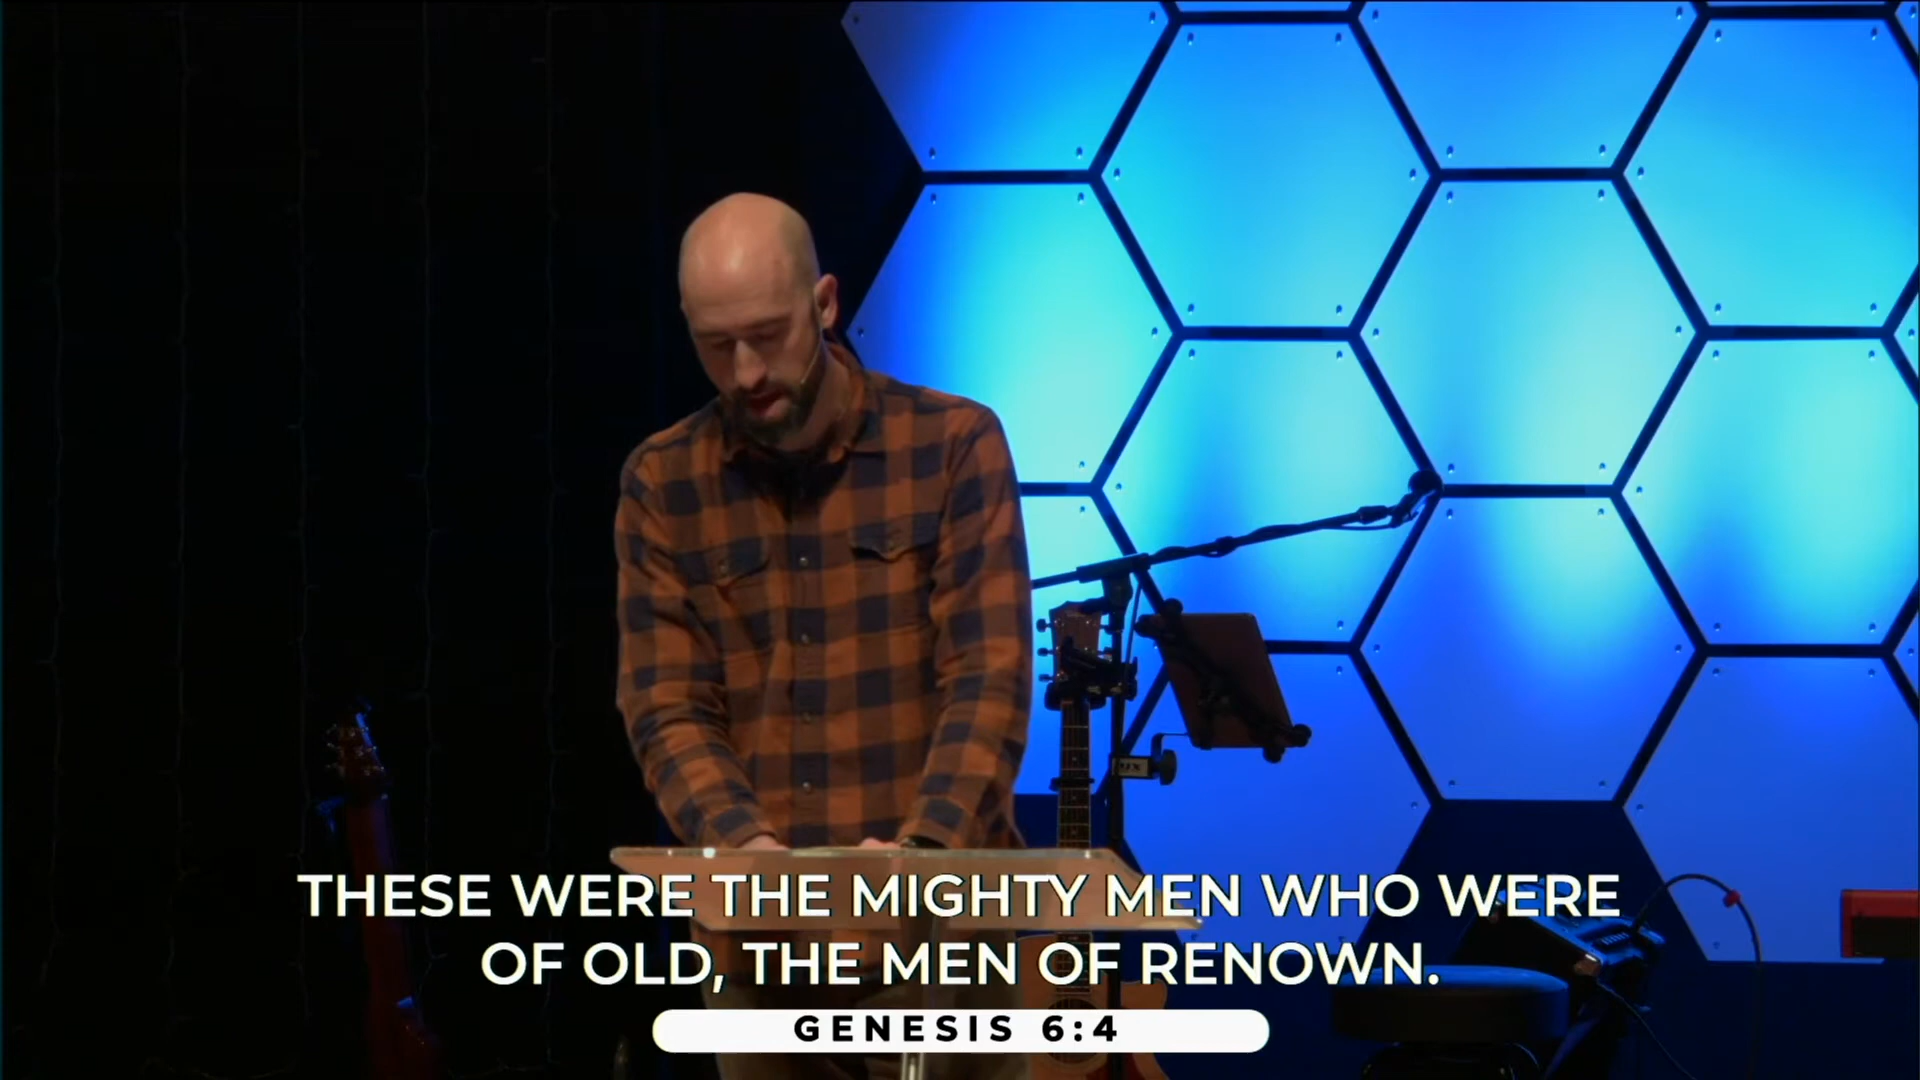 THESE WERE THE MIGHTY MEN WHO WERE
OF OLD, THE MEN OF RENOWN.
GENESIS 6:4